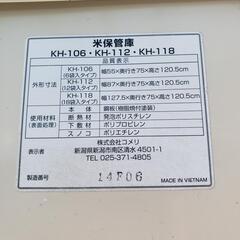 米保管庫
KH-106・KH-112・KH-118
品質表示
外形寸法
KH-106 (6袋入タイプ) 幅55×奥行き75×高さ120.5cm
KH-112 (12袋入タイプ) 幅87×奥行き75×高さ120.5cm
KH-118 (18袋入タイプ) 幅127.5×奥行き75×高さ120.5cm
使用材料 (表面処理)
本体 鋼板(樹脂焼付塗装)
断熱材 発泡ポリスチレン
下部ゴム ポリプロピレン
スノコ ポリエチレン
表示者
株式会社コメリ
新潟県新潟市南区清水4501-1
TEL 025-371-4805
製造年月
14F06
MADE IN VIETNAM